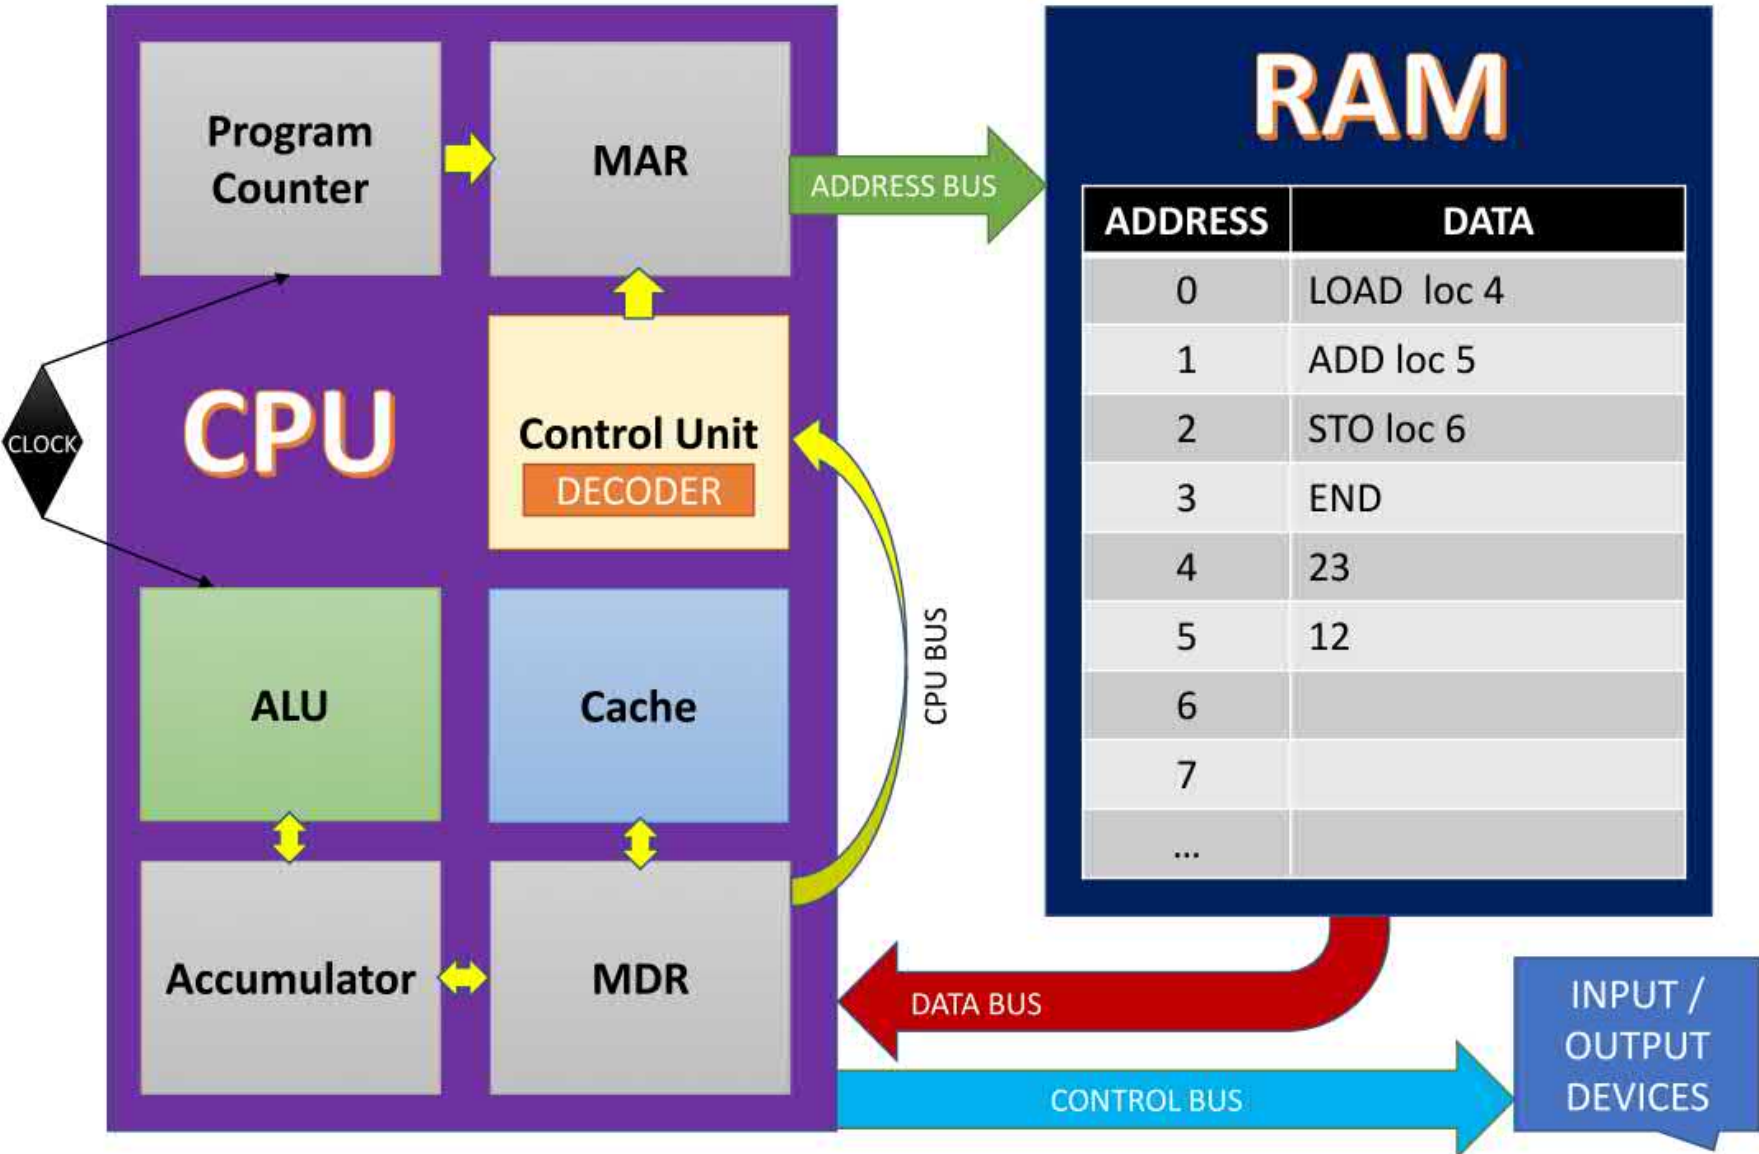 Program
Counter
MAR
ADDRESS BUS
CLOCK
CPU
Control Unit
DECODER
CPU BUS
ALU
Cache
Accumulator
MDR
RAM
ADDRESS DATA
0 LOAD loc 4
1 ADD loc 5
2 STO loc 6
3 END
4 23
5 12
6
7
...
DATA BUS
CONTROL BUS
INPUT /
OUTPUT
DEVICES